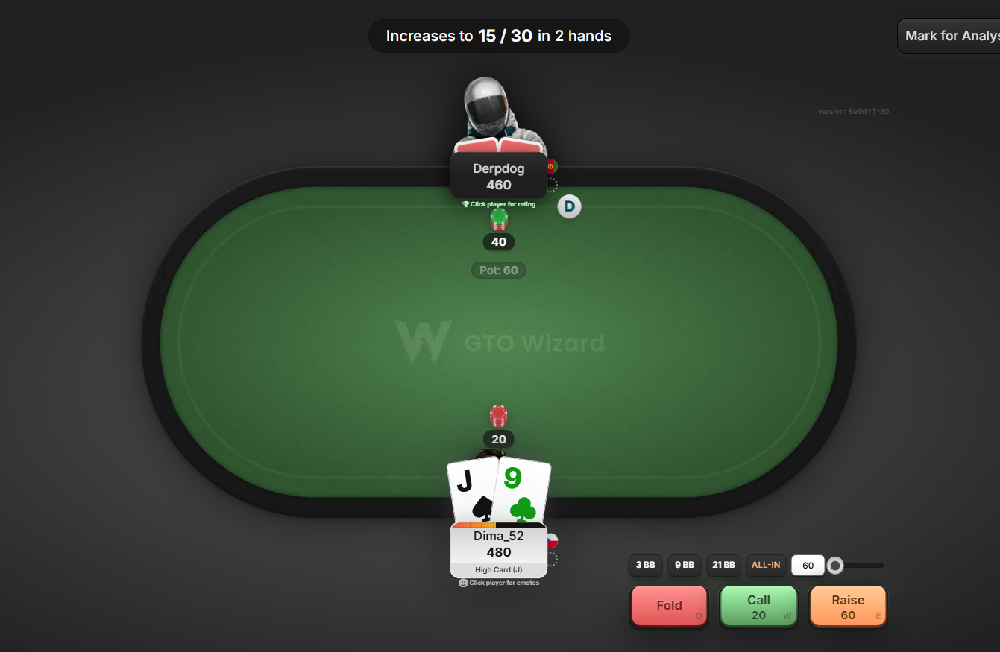 Increases to 15 / 30 in 2 hands
Mark for Analys
version: 8e9dYT-30
Derpdog
460
Click player for rating
D
40
Pot: 60
GTO Wizard
20
J 9
Dima_52
480
High Card (J)
Click player for emotes
3 BB 9 BB 21 BB ALL-IN 60
Fold Q
Call 20 W
Raise 60 E